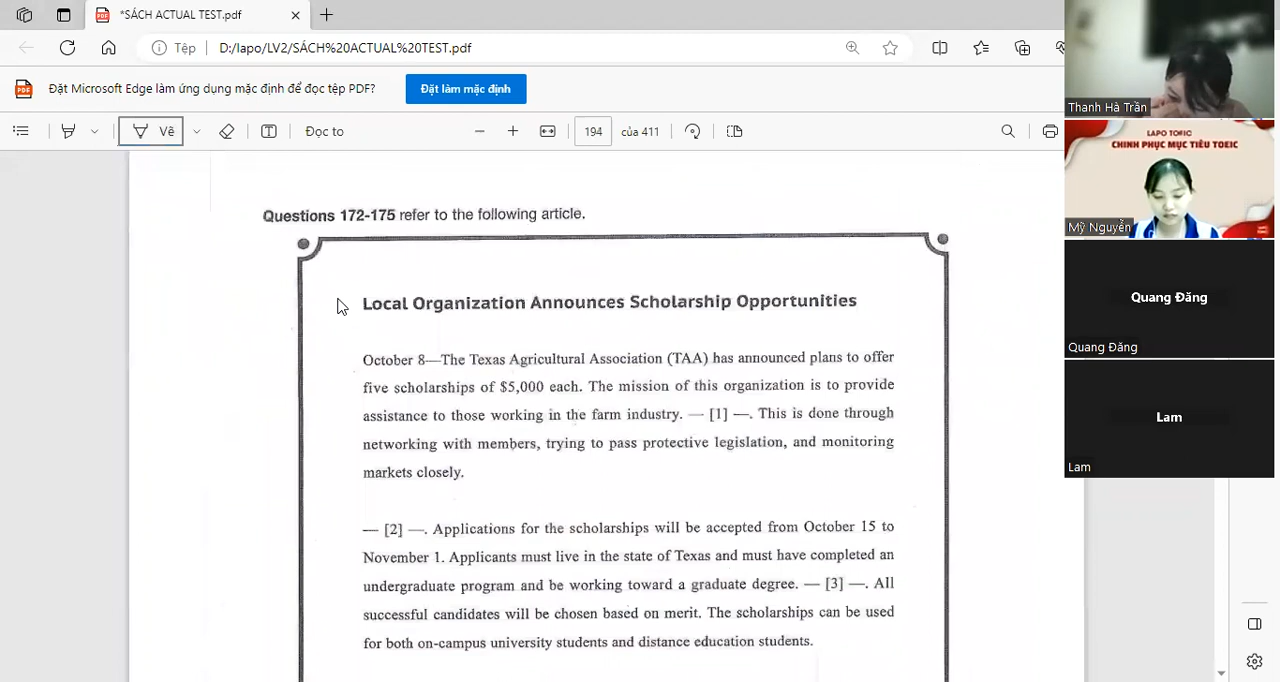 *SÁCH ACTUAL TEST.pdf
Tệp
D:/lapo/LV2/SÁCH%20ACTUAL%20TEST.pdf
Đặt Microsoft Edge làm ứng dụng mặc định để đọc tệp PDF?
Đặt làm mặc định
Vẽ
Đọc to
194
của 411
Questions 172-175 refer to the following article.
Local Organization Announces Scholarship Opportunities
October 8—The Texas Agricultural Association (TAA) has announced plans to offer
five scholarships of $5,000 each. The mission of this organization is to provide
assistance to those working in the farm industry. — [1] —. This is done through
networking with members, trying to pass protective legislation, and monitoring
markets closely.
— [2] —. Applications for the scholarships will be accepted from October 15 to
November 1. Applicants must live in the state of Texas and must have completed an
undergraduate program and be working toward a graduate degree. — [3] —. All
successful candidates will be chosen based on merit. The scholarships can be used
for both on-campus university students and distance education students.
Thanh Hà Trần
LAPO TOEIC
CHINH PHỤC MỤC TIÊU TOEIC
Mỹ Nguyễn
Quang Đăng
Quang Đăng
Lam
Lam